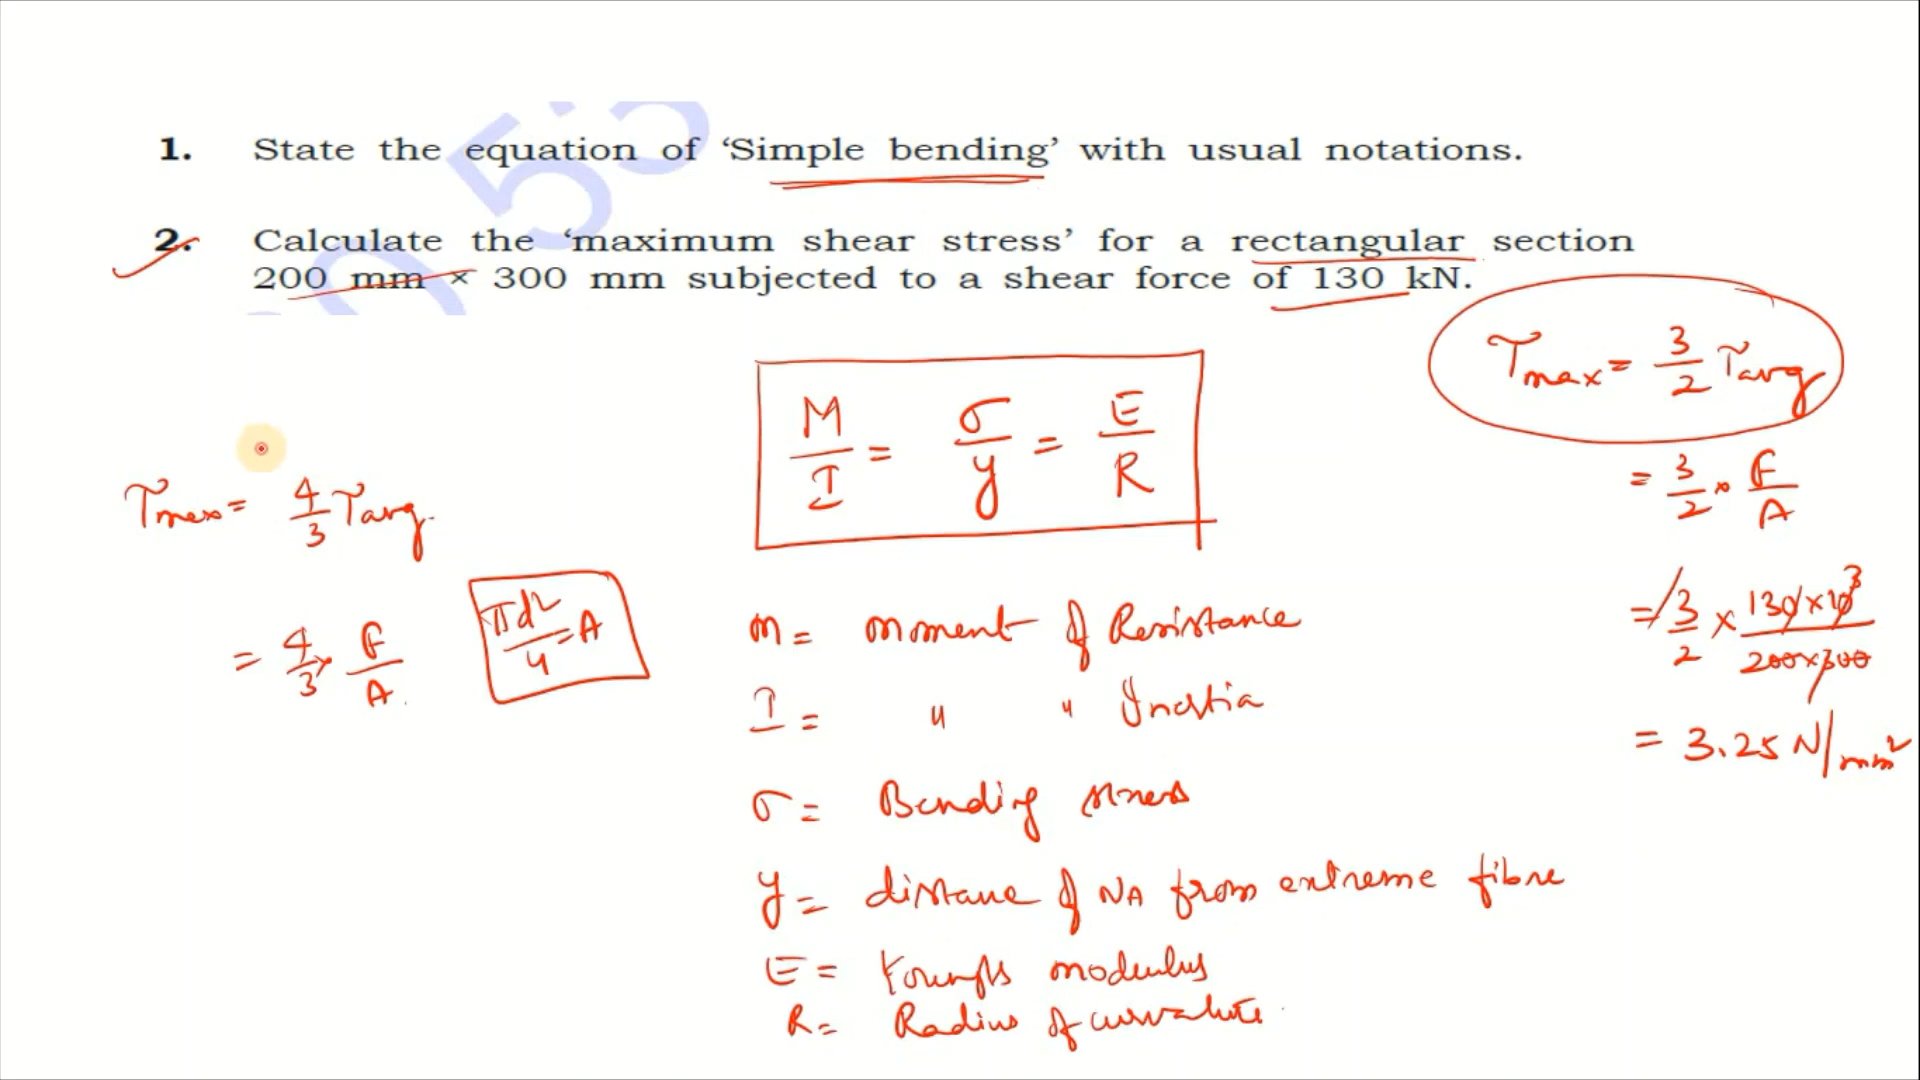 1. State the equation of ‘Simple bending’ with usual notations.
2. Calculate the ‘maximum shear stress’ for a rectangular section
200 mm × 300 mm subjected to a shear force of 130 kN.
M/I = σ/y = E/R
M = Moment of Resistance
I = " " Inertia
σ = Bending stress
y = distance of NA from extreme fibre
E = Young's modulus
R = Radius of curvature
τmax = 3/2 τavg
= 3/2 × F/A
= 3/2 × 130×10³/200×300
= 3.25 N/mm²
τmax = 4/3 τavg.
= 4/3 × F/A.
πd²/4 = A